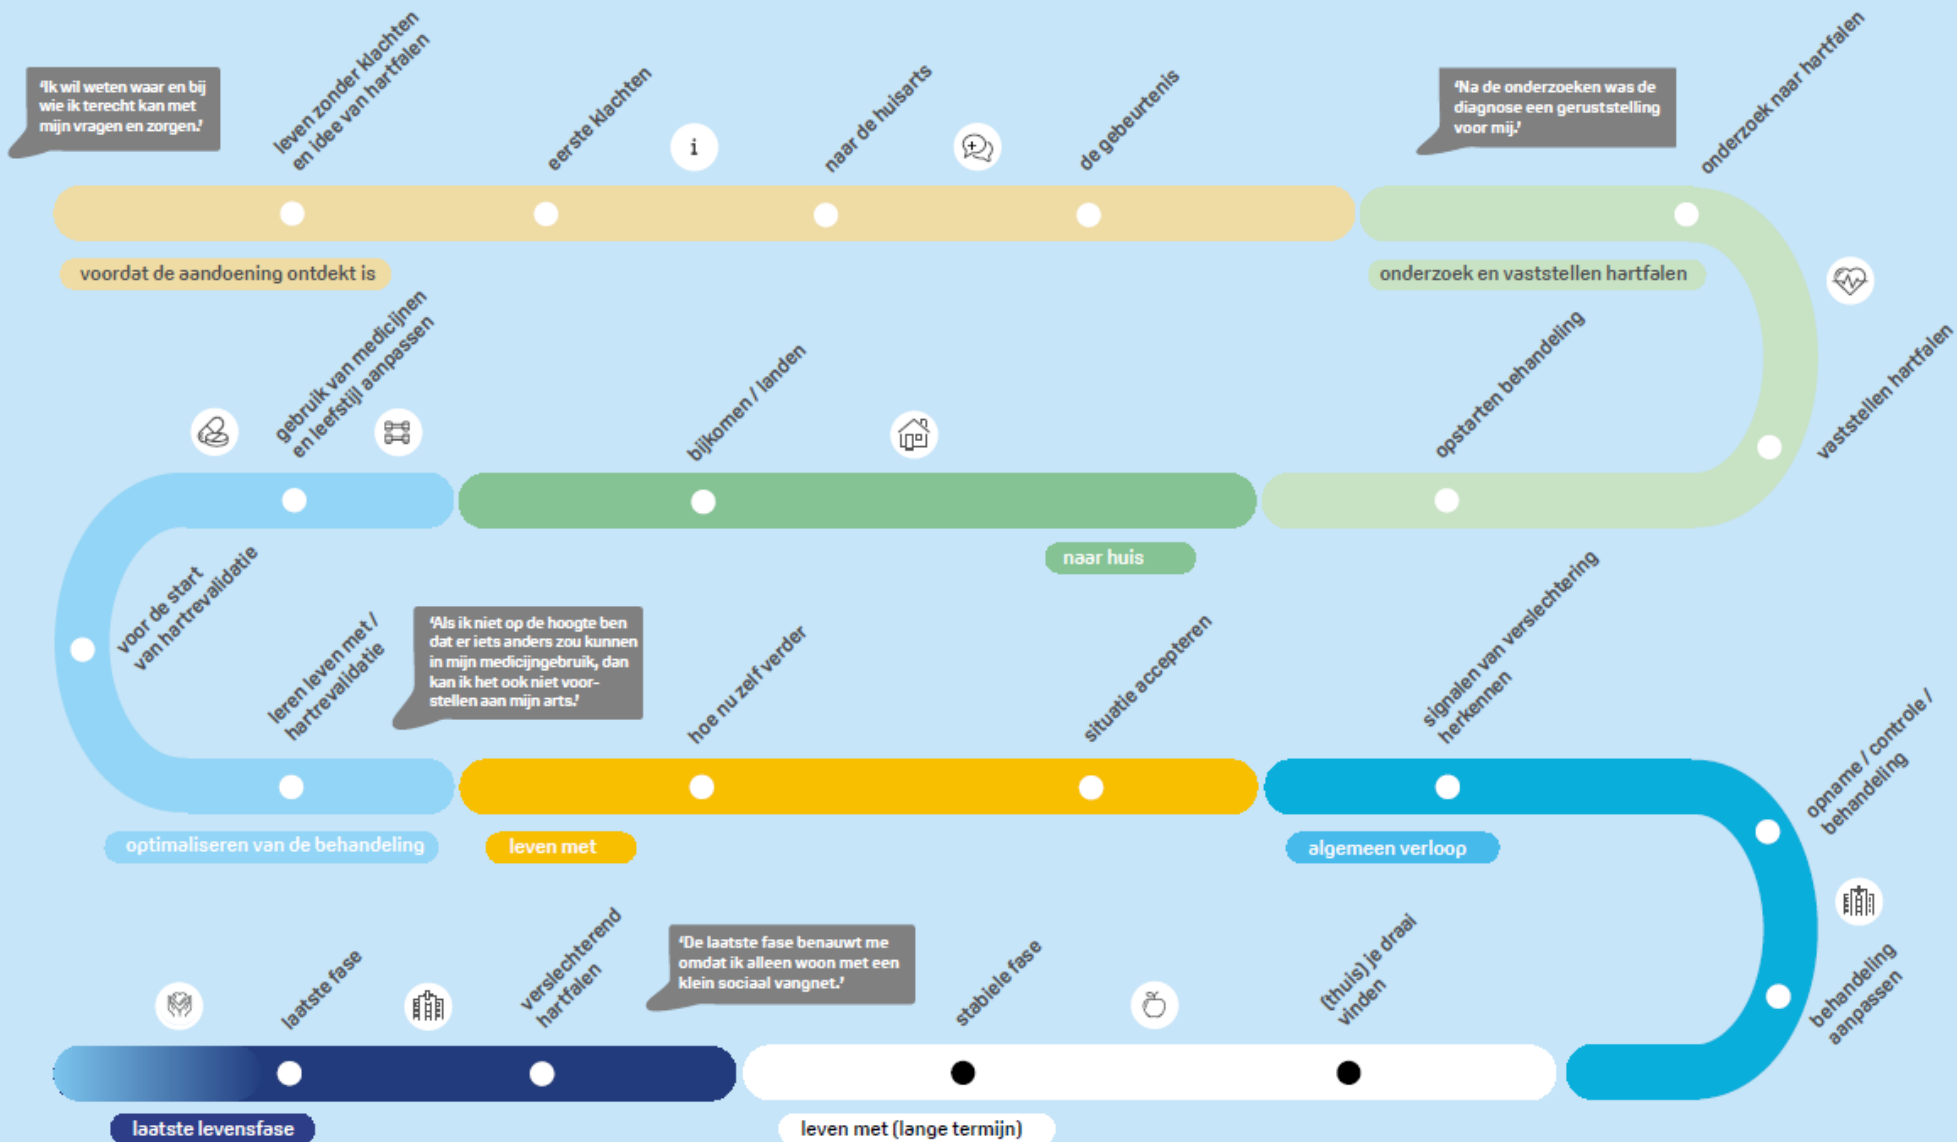 ‘Ik wil weten waar en bij
wie ik terecht kan met
mijn vragen en zorgen.’
leven zonder klachten
en idee van hartfalen
eerste klachten
i
naar de huisarts
de gebeurtenis
‘Na de onderzoeken was de
diagnose een geruststelling
voor mij.’
onderzoek naar hartfalen
voordat de aandoening ontdekt is
onderzoek en vaststellen hartfalen
vaststellen hartfalen
opstarten behandeling
naar huis
bijkomen / landen
gebruik van medicijnen
en leefstijl aanpassen
voor de start
van hartrevalidatie
leren leven met /
hartrevalidatie
optimaliseren van de behandeling
‘Als ik niet op de hoogte ben
dat er iets anders zou kunnen
in mijn medicijngebruik, dan
kan ik het ook niet voor-
stellen aan mijn arts.’
hoe nu zelf verder
situatie accepteren
leven met
signalen van verslechtering
herkennen
algemeen verloop
opname / controle /
behandeling
behandeling
aanpassen
(thuis) je draai
vinden
stabiele fase
leven met (lange termijn)
‘De laatste fase benauwt me
omdat ik alleen woon met een
klein sociaal vangnet.’
verslechterend
hartfalen
laatste fase
laatste levensfase